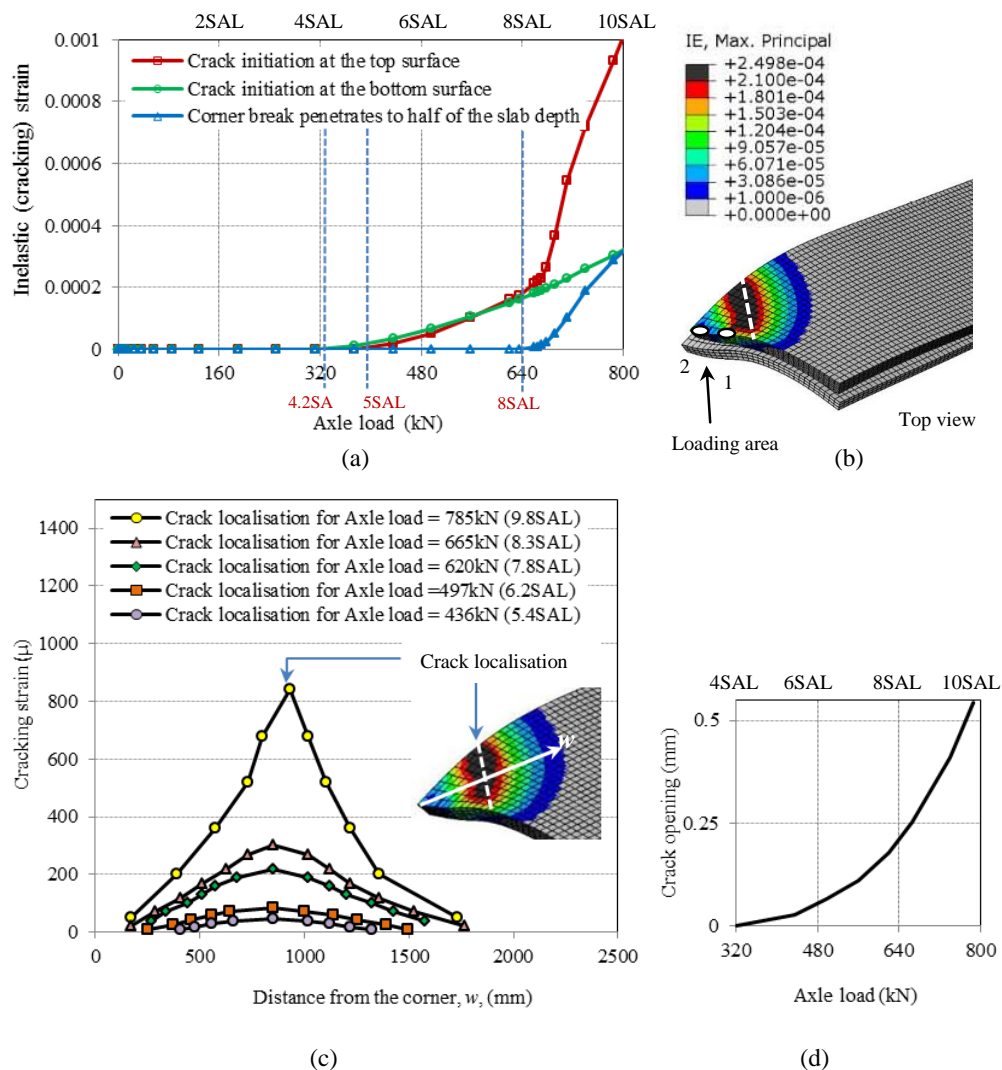 2SAL 4SAL 6SAL 8SAL 10SAL
0.001
0.0008
0.0006
0.0004
0.0002
0
Inelastic (cracking) strain
Crack initiation at the top surface
Crack initiation at the bottom surface
Corner break penetrates to half of the slab depth
0 160 320 480 640 800
4.2SA 5SAL 8SAL
Axle load (kN)
(a)
IE, Max. Principal
+2.498e-04
+2.100e-04
+1.801e-04
+1.503e-04
+1.204e-04
+9.057e-05
+6.071e-05
+3.086e-05
+1.000e-06
+0.000e+00
2
1
Loading area
Top view
(b)
1400
1200
1000
800
600
400
200
0
Cracking strain (μ)
Crack localisation for Axle load = 785kN (9.8SAL)
Crack localisation for Axle load = 665kN (8.3SAL)
Crack localisation for Axle load = 620kN (7.8SAL)
Crack localisation for Axle load =497kN (6.2SAL)
Crack localisation for Axle load = 436kN (5.4SAL)
Crack localisation
w
0 500 1000 1500 2000 2500
Distance from the corner, w, (mm)
(c)
4SAL 6SAL 8SAL 10SAL
0.5
0.25
0
Crack opening (mm)
320 480 640 800
Axle load (kN)
(d)